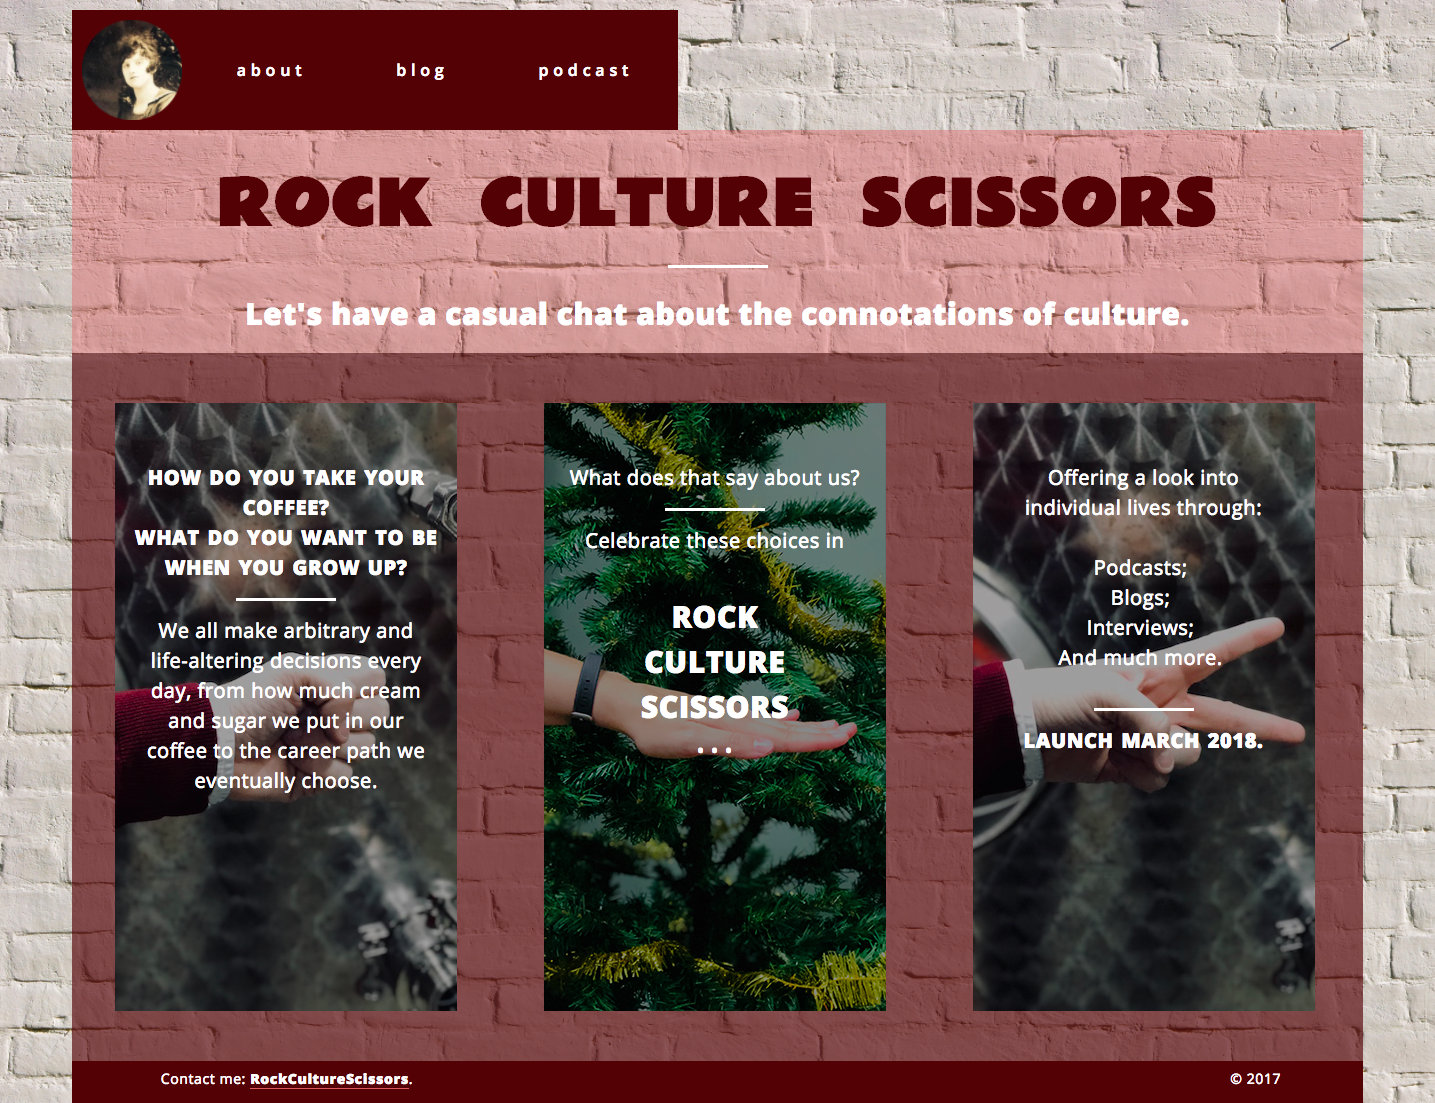 about blog podcast
ROCK CULTURE SCISSORS
Let's have a casual chat about the connotations of culture.
HOW DO YOU TAKE YOUR
COFFEE?
WHAT DO YOU WANT TO BE
WHEN YOU GROW UP?
We all make arbitrary and
life-altering decisions every
day, from how much cream
and sugar we put in our
coffee to the career path we
eventually choose.
What does that say about us?
Celebrate these choices in
ROCK
CULTURE
SCISSORS
...
Offering a look into
individual lives through:
Podcasts;
Blogs;
Interviews;
And much more.
LAUNCH MARCH 2018.
Contact me: RockCultureScissors.
© 2017